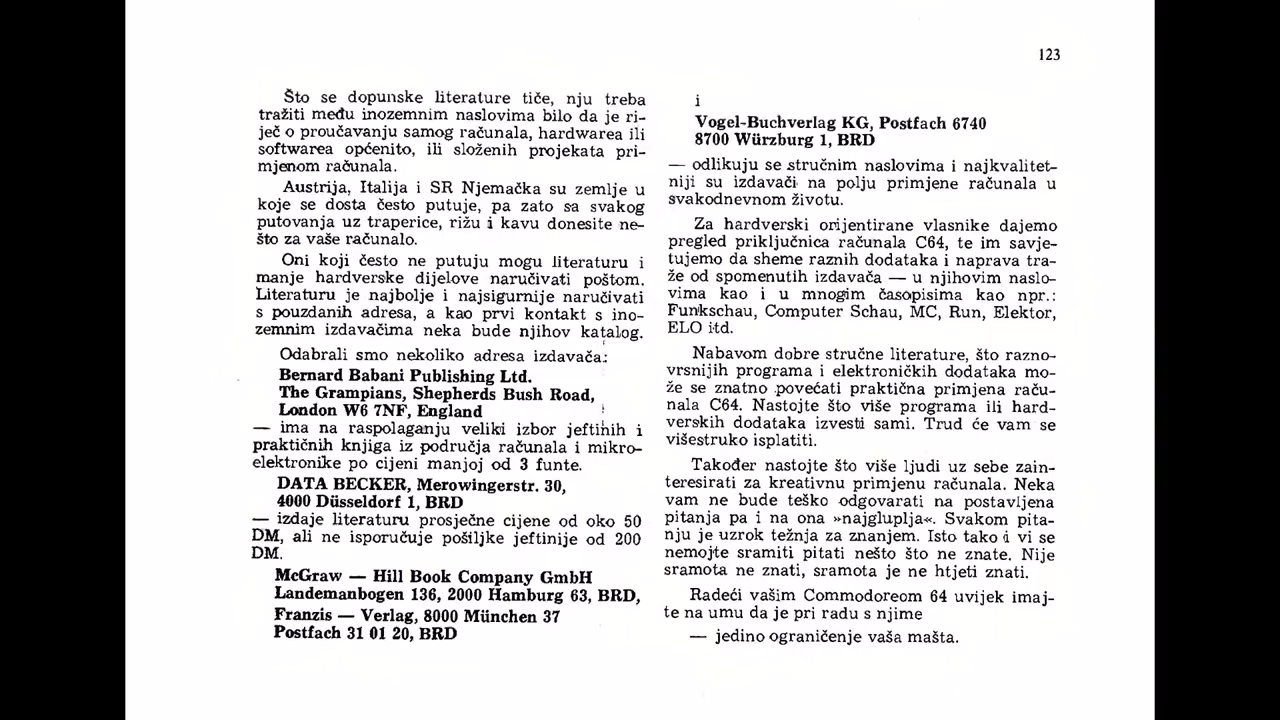 123
Što se dopunske literature tiče, nju treba
tražiti među inozemnim naslovima bilo da je ri-
ječ o proučavanju samog računala, hardwarea ili
softwarea općenito, ili složenih projekata pri-
mjenom računala.
Austrija, Italija i SR Njemačka su zemlje u
koje se dosta često putuje, pa zato sa svakog
putovanja uz traperice, rižu i kavu donesite ne-
što za vaše računalo.
Oni koji često ne putuju mogu literaturu i
manje hardverske dijelove naručivati poštom.
Literaturu je najbolje i najsigurnije naručivati
s pouzdanih adresa, a kao prvi kontakt s ino-
zemnim izdavačima neka bude njihov katalog.
Odabrali smo nekoliko adresa izdavača:
Bernard Babani Publishing Ltd.
The Grampians, Shepherds Bush Road,
London W6 7NF, England
— ima na raspolaganju veliki izbor jeftinih i
praktičnih knjiga iz područja računala i mikro-
elektronike po cijeni manjoj od 3 funte.
DATA BECKER, Merowingerstr. 30,
4000 Düsseldorf 1, BRD
— izdaje literaturu prosječne cijene od oko 50
DM, ali ne isporučuje pošiljke jeftinije od 200
DM.
McGraw — Hill Book Company GmbH
Landemanbogen 136, 2000 Hamburg 63, BRD,
Franzis — Verlag, 8000 München 37
Postfach 31 01 20, BRD
i
Vogel-Buchverlag KG, Postfach 6740
8700 Würzburg 1, BRD
— odlikuju se stručnim naslovima i najkvalitet-
niji su izdavači na polju primjene računala u
svakodnevnom životu.
Za hardverski orijentirane vlasnike dajemo
pregled priključnica računala C64, te im savje-
tujemo da sheme raznih dodataka i naprava tra-
že od spomenutih izdavača — u njihovim naslo-
vima kao i u mnogim časopisima kao npr.:
Funkschau, Computer Schau, MC, Run, Elektor,
ELO itd.
Nabavom dobre stručne literature, što razno-
vrsnijih programa i elektroničkih dodataka mo-
že se znatno povećati praktična primjena raču-
nala C64. Nastojte što više programa ili hard-
verskih dodataka izvesti sami. Trud će vam se
višestruko isplatiti.
Također nastojte što više ljudi uz sebe zain-
teresirati za kreativnu primjenu računala. Neka
vam ne bude teško odgovarati na postavljena
pitanja pa i na ona »najgluplja«. Svakom pita-
nju je uzrok težnja za znanjem. Isto tako i vi se
nemojte sramiti pitati nešto što ne znate. Nije
sramota ne znati, sramota je ne htjeti znati.
Radeći vašim Commodoreom 64 uvijek imaj-
te na umu da je pri radu s njime
— jedino ograničenje vaša mašta.